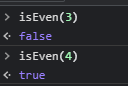 isEven(3)
false
isEven(4)
true